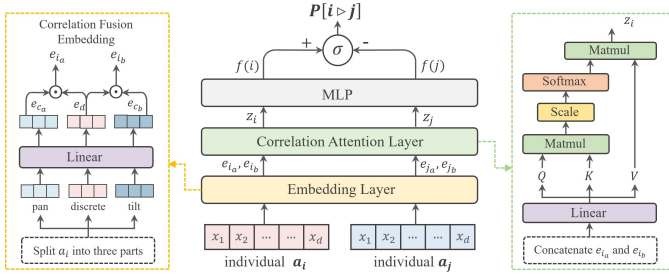 Correlation Fusion
Embedding
e_{i_a} e_{i_b}
e_{c_a} e_d e_{c_b}
Linear
pan discrete tilt
Split a_i into three parts
P[i ▷ j]
+ σ -
f(i) f(j)
MLP
z_i z_j
Correlation Attention Layer
e_{i_a}, e_{i_b} e_{j_a}, e_{j_b}
Embedding Layer
x_1 x_2 ... ... x_d x_1 x_2 ... ... x_d
individual a_i individual a_j
z_i
Matmul
Softmax
Scale
Matmul
Q K V
Linear
Concatenate e_{i_a} and e_{i_b}